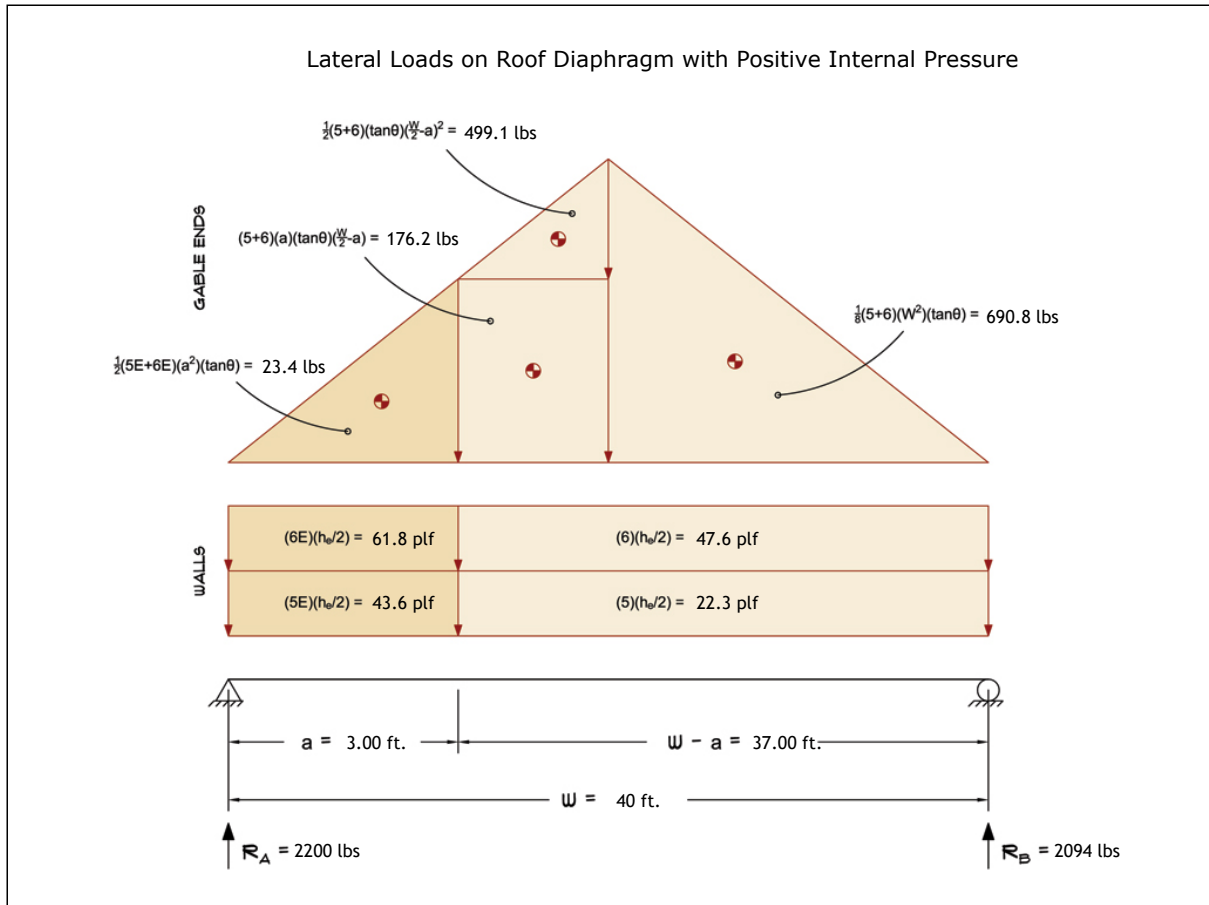 Lateral Loads on Roof Diaphragm with Positive Internal Pressure
½(5+6)(tanθ)(W/2-a)² = 499.1 lbs
GABLE ENDS
(5+6)(a)(tanθ)(W/2-a) = 176.2 lbs
⅛(5+6)(W²)(tanθ) = 690.8 lbs
½(5E+6E)(a²)(tanθ) = 23.4 lbs
WALLS
(6E)(hₑ/2) = 61.8 plf
(6)(hₑ/2) = 47.6 plf
(5E)(hₑ/2) = 43.6 plf
(5)(hₑ/2) = 22.3 plf
a = 3.00 ft.
W - a = 37.00 ft.
W = 40 ft.
R_A = 2200 lbs
R_B = 2094 lbs